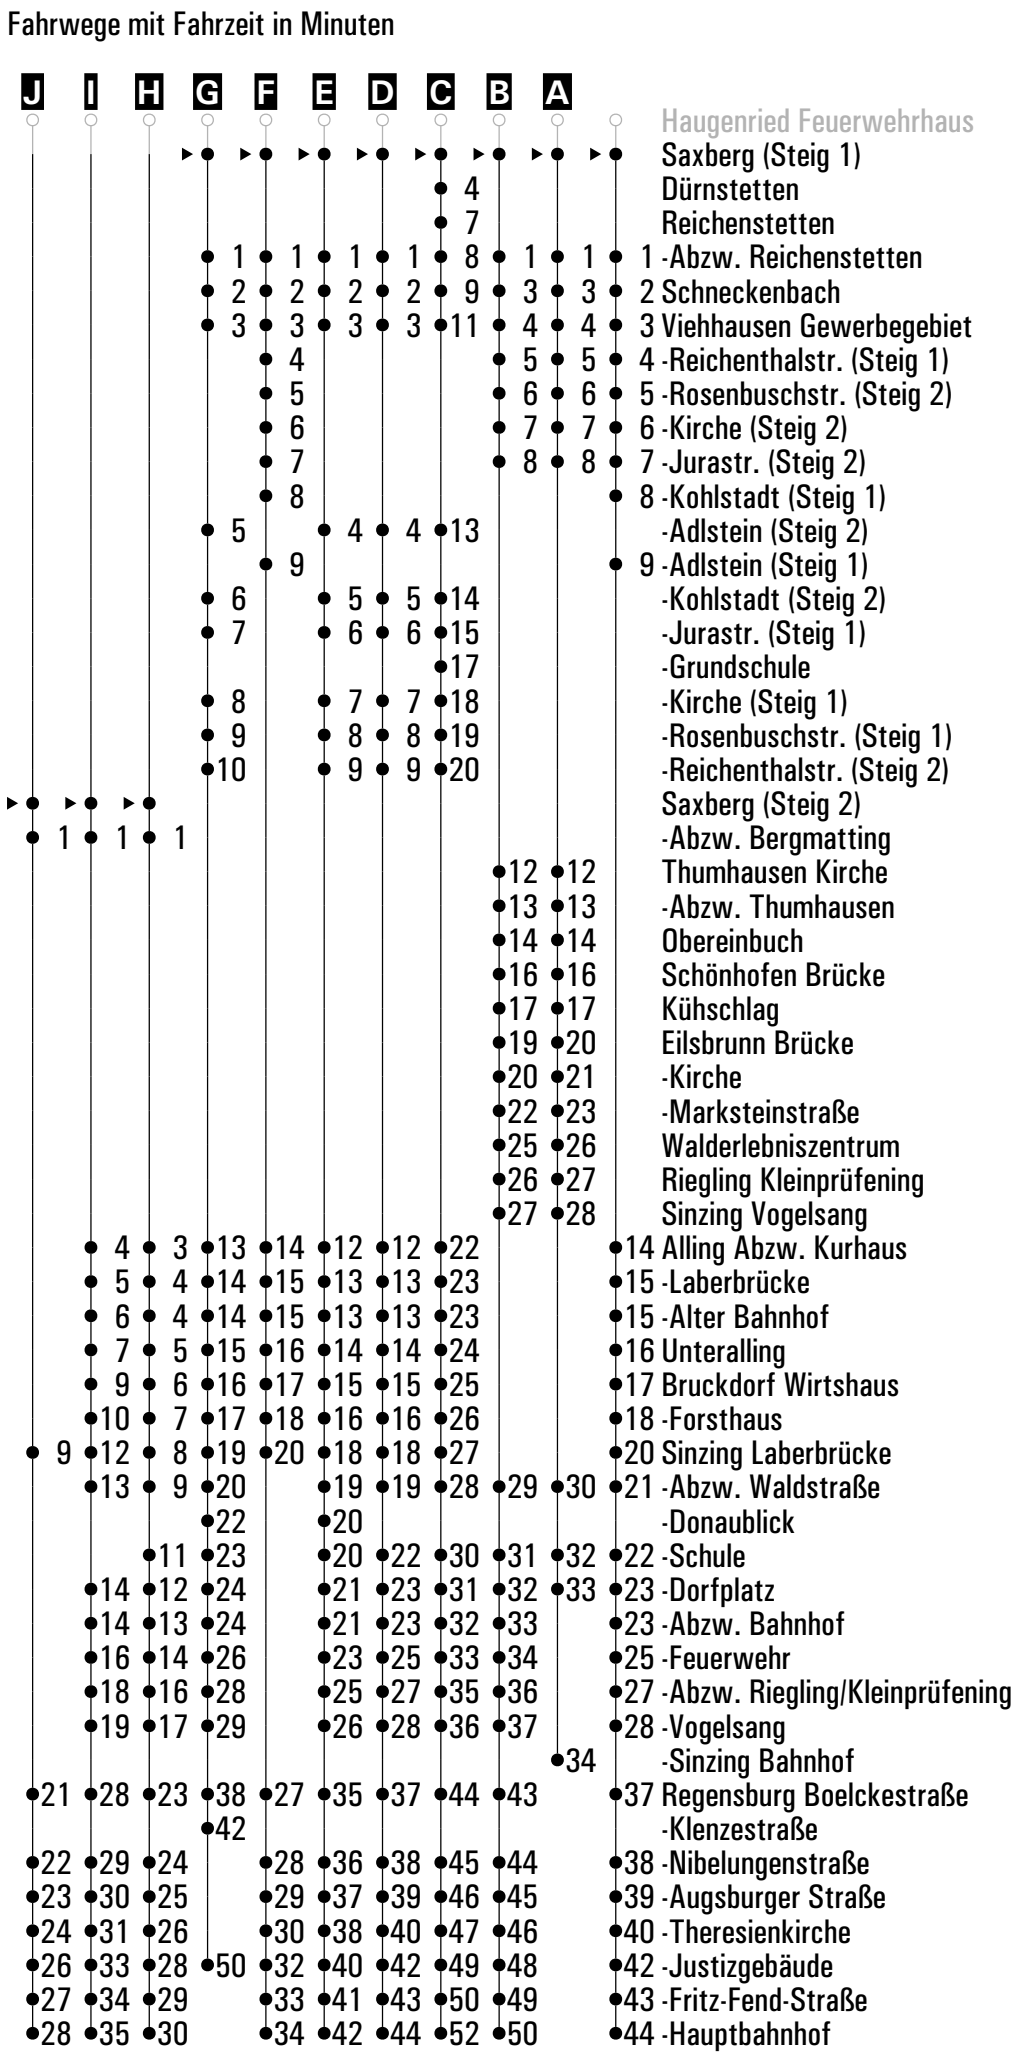 Fahrwege mit Fahrzeit in Minuten
J I H G F E D C B A
Haugenried Feuerwehrhaus
Saxberg (Steig 1)
4 Dürnstetten
7 Reichenstetten
1 1 1 1 8 1 1 1 -Abzw. Reichenstetten
2 2 2 2 9 3 3 2 Schneckenbach
3 3 3 3 11 4 4 3 Viehhausen Gewerbegebiet
4 5 5 4 -Reichenthalstr. (Steig 1)
5 6 6 5 -Rosenbuschstr. (Steig 2)
6 7 7 6 -Kirche (Steig 2)
7 8 8 7 -Jurastr. (Steig 2)
8 8 -Kohlstadt (Steig 1)
5 4 4 13 -Adlstein (Steig 2)
9 9 -Adlstein (Steig 1)
6 5 5 14 -Kohlstadt (Steig 2)
7 6 6 15 -Jurastr. (Steig 1)
17 -Grundschule
8 7 7 18 -Kirche (Steig 1)
9 8 8 19 -Rosenbuschstr. (Steig 1)
10 9 9 20 -Reichenthalstr. (Steig 2)
Saxberg (Steig 2)
1 1 1 -Abzw. Bergmatting
12 12 Thumhausen Kirche
13 13 -Abzw. Thumhausen
14 14 Obereinbuch
16 16 Schönhofen Brücke
17 17 Kühschlag
19 20 Eilsbrunn Brücke
20 21 -Kirche
22 23 -Marksteinstraße
25 26 Walderlebniszentrum
26 27 Riegling Kleinprüfening
27 28 Sinzing Vogelsang
4 3 13 14 12 12 22 14 Alling Abzw. Kurhaus
5 4 14 15 13 13 23 15 -Laberbrücke
6 4 14 15 13 13 23 15 -Alter Bahnhof
7 5 15 16 14 14 24 16 Unteralling
9 6 16 17 15 15 25 17 Bruckdorf Wirtshaus
10 7 17 18 16 16 26 18 -Forsthaus
9 12 8 19 20 18 18 27 20 Sinzing Laberbrücke
13 9 20 19 19 28 29 30 21 -Abzw. Waldstraße
22 20 -Donaublick
11 23 20 22 30 31 32 22 -Schule
14 12 24 21 23 31 32 33 23 -Dorfplatz
14 13 24 21 23 32 33 23 -Abzw. Bahnhof
16 14 26 23 25 33 34 25 -Feuerwehr
18 16 28 25 27 35 36 27 -Abzw. Riegling/Kleinprüfening
19 17 29 26 28 36 37 28 -Vogelsang
34 -Sinzing Bahnhof
21 28 23 38 27 35 37 44 43 37 Regensburg Boelckestraße
42 -Klenzestraße
22 29 24 28 36 38 45 44 38 -Nibelungenstraße
23 30 25 29 37 39 46 45 39 -Augsburger Straße
24 31 26 30 38 40 47 46 40 -Theresienkirche
26 33 28 50 32 40 42 49 48 42 -Justizgebäude
27 34 29 33 41 43 50 49 43 -Fritz-Fend-Straße
28 35 30 34 42 44 52 50 44 -Hauptbahnhof